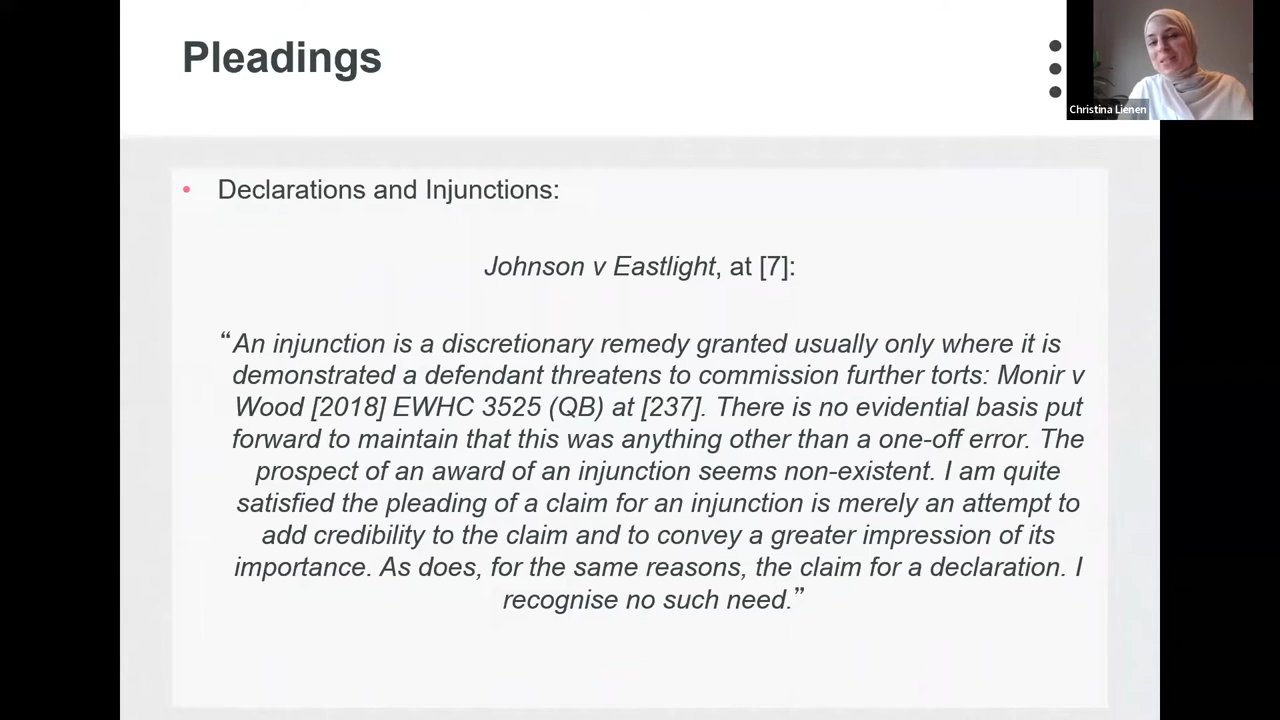 Pleadings
Christina Lienen
• Declarations and Injunctions:
Johnson v Eastlight, at [7]:
“An injunction is a discretionary remedy granted usually only where it is
demonstrated a defendant threatens to commission further torts: Monir v
Wood [2018] EWHC 3525 (QB) at [237]. There is no evidential basis put
forward to maintain that this was anything other than a one-off error. The
prospect of an award of an injunction seems non-existent. I am quite
satisfied the pleading of a claim for an injunction is merely an attempt to
add credibility to the claim and to convey a greater impression of its
importance. As does, for the same reasons, the claim for a declaration. I
recognise no such need.”